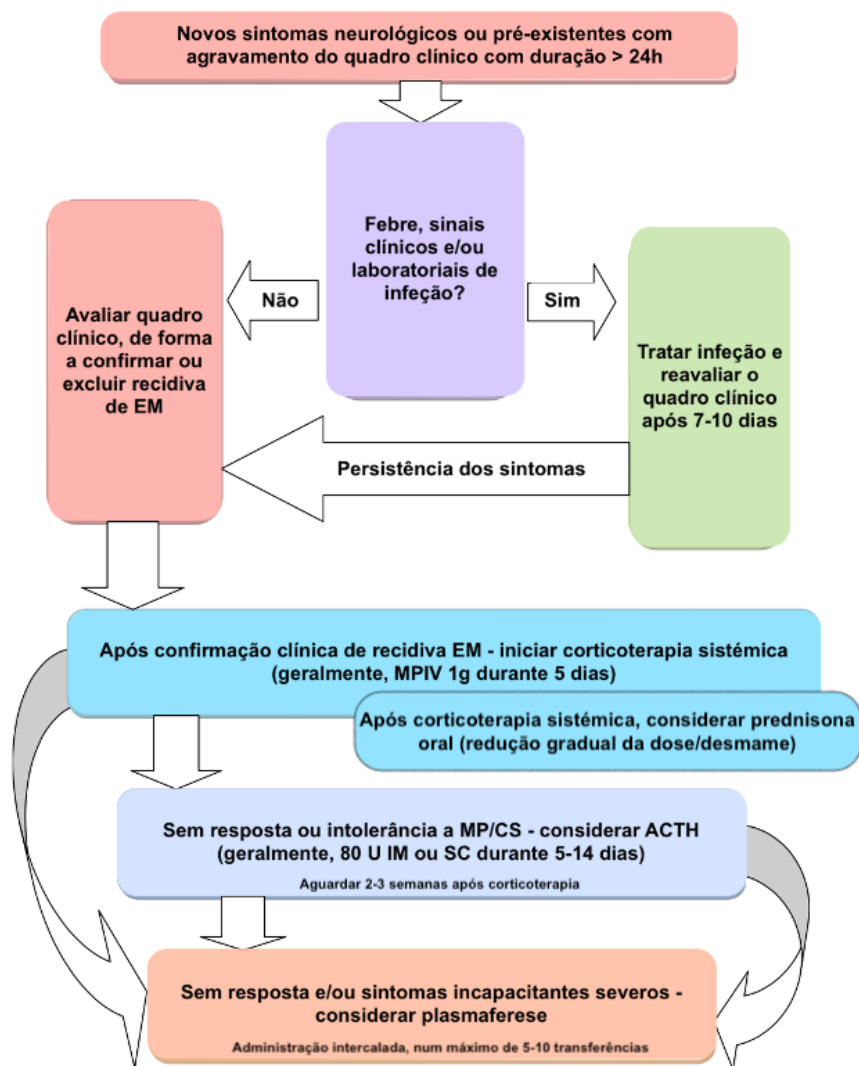 Novos sintomas neurológicos ou pré-existentes com
agravamento do quadro clínico com duração > 24h
Febre, sinais
clínicos e/ou
laboratoriais de
infeção?
Não
Sim
Avaliar quadro
clínico, de forma
a confirmar ou
excluir recidiva
de EM
Tratar infeção e
reavaliar o
quadro clínico
após 7-10 dias
Persistência dos sintomas
Após confirmação clínica de recidiva EM - iniciar corticoterapia sistémica
(geralmente, MPIV 1g durante 5 dias)
Após corticoterapia sistémica, considerar prednisona
oral (redução gradual da dose/desmame)
Sem resposta ou intolerância a MP/CS - considerar ACTH
(geralmente, 80 U IM ou SC durante 5-14 dias)
Aguardar 2-3 semanas após corticoterapia
Sem resposta e/ou sintomas incapacitantes severos -
considerar plasmaferese
Administração intercalada, num máximo de 5-10 transferências